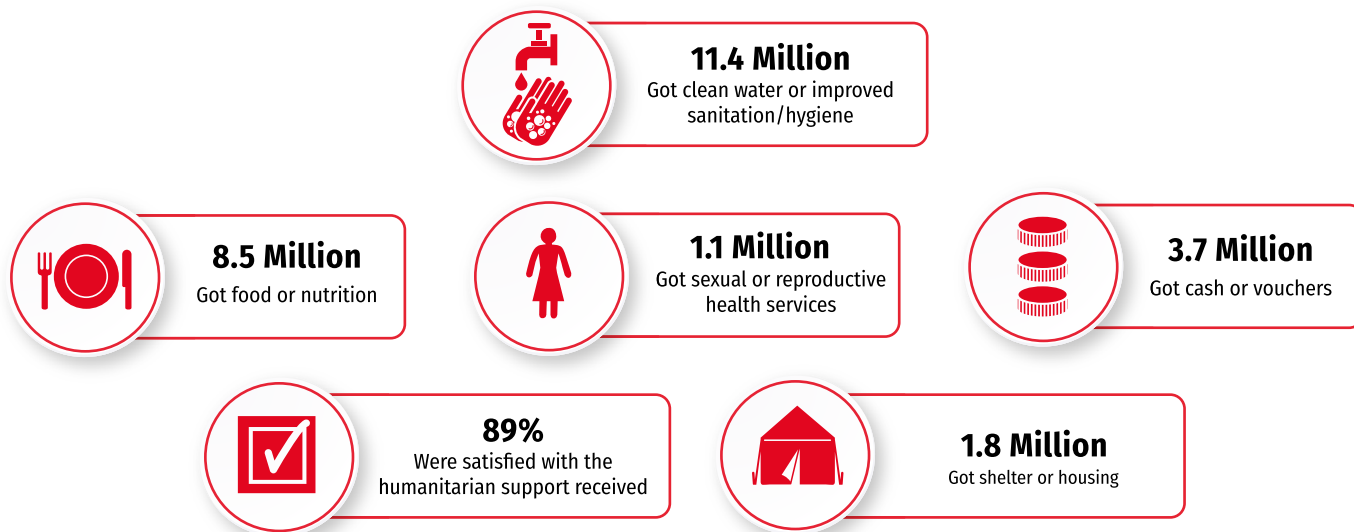 11.4 Million
Got clean water or improved
sanitation/hygiene
8.5 Million
Got food or nutrition
1.1 Million
Got sexual or reproductive
health services
3.7 Million
Got cash or vouchers
89%
Were satisfied with the
humanitarian support received
1.8 Million
Got shelter or housing